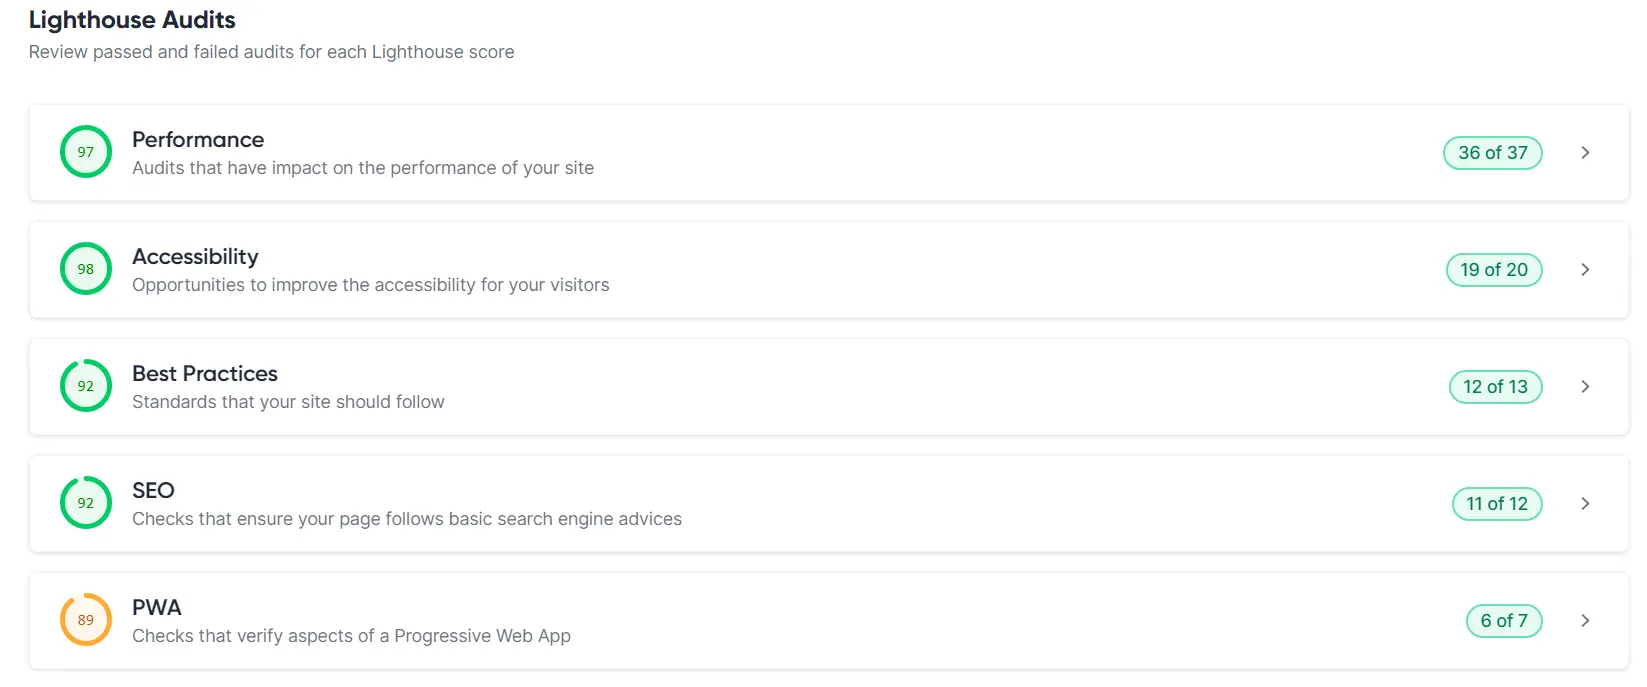 Lighthouse Audits
Review passed and failed audits for each Lighthouse score
97
Performance
Audits that have impact on the performance of your site
36 of 37
98
Accessibility
Opportunities to improve the accessibility for your visitors
19 of 20
92
Best Practices
Standards that your site should follow
12 of 13
92
SEO
Checks that ensure your page follows basic search engine advices
11 of 12
89
PWA
Checks that verify aspects of a Progressive Web App
6 of 7